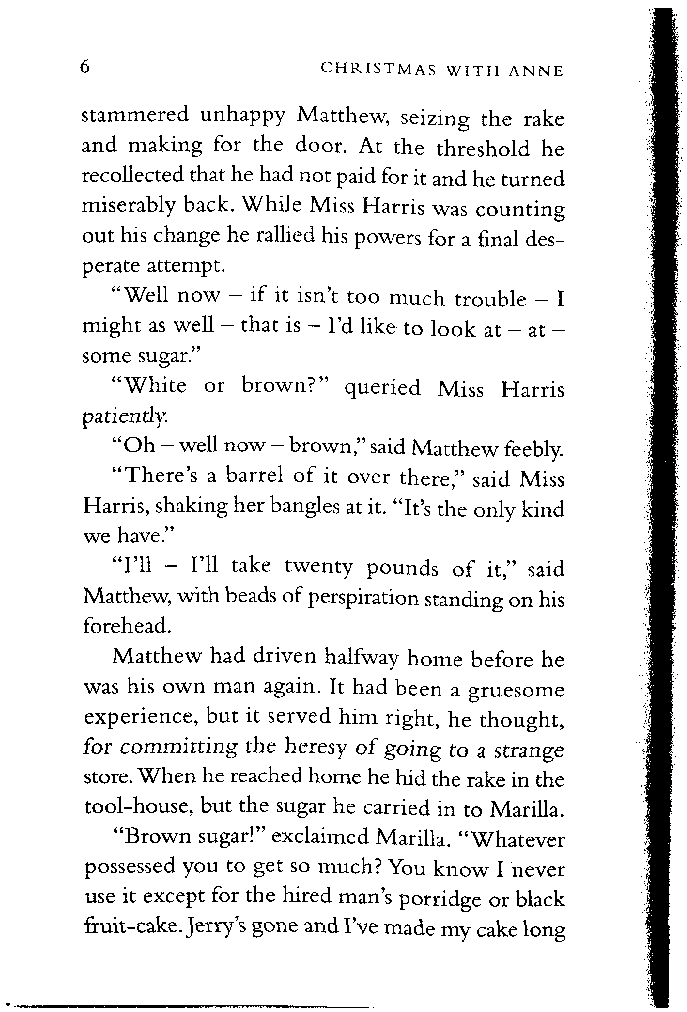 6 CHRISTMAS WITH ANNE
stammered unhappy Matthew, seizing the rake
and making for the door. At the threshold he
recollected that he had not paid for it and he turned
miserably back. While Miss Harris was counting
out his change he rallied his powers for a final des-
perate attempt.
“Well now – if it isn’t too much trouble – I
might as well – that is – I’d like to look at – at –
some sugar.”
“White or brown?” queried Miss Harris
patiently.
“Oh – well now – brown,” said Matthew feebly.
“There’s a barrel of it over there,” said Miss
Harris, shaking her bangles at it. “It’s the only kind
we have.”
“I’ll – I’ll take twenty pounds of it,” said
Matthew, with beads of perspiration standing on his
forehead.
Matthew had driven halfway home before he
was his own man again. It had been a gruesome
experience, but it served him right, he thought,
for committing the heresy of going to a strange
store. When he reached home he hid the rake in the
tool-house, but the sugar he carried in to Marilla.
“Brown sugar!” exclaimed Marilla. “Whatever
possessed you to get so much? You know I never
use it except for the hired man’s porridge or black
fruit-cake. Jerry’s gone and I’ve made my cake long